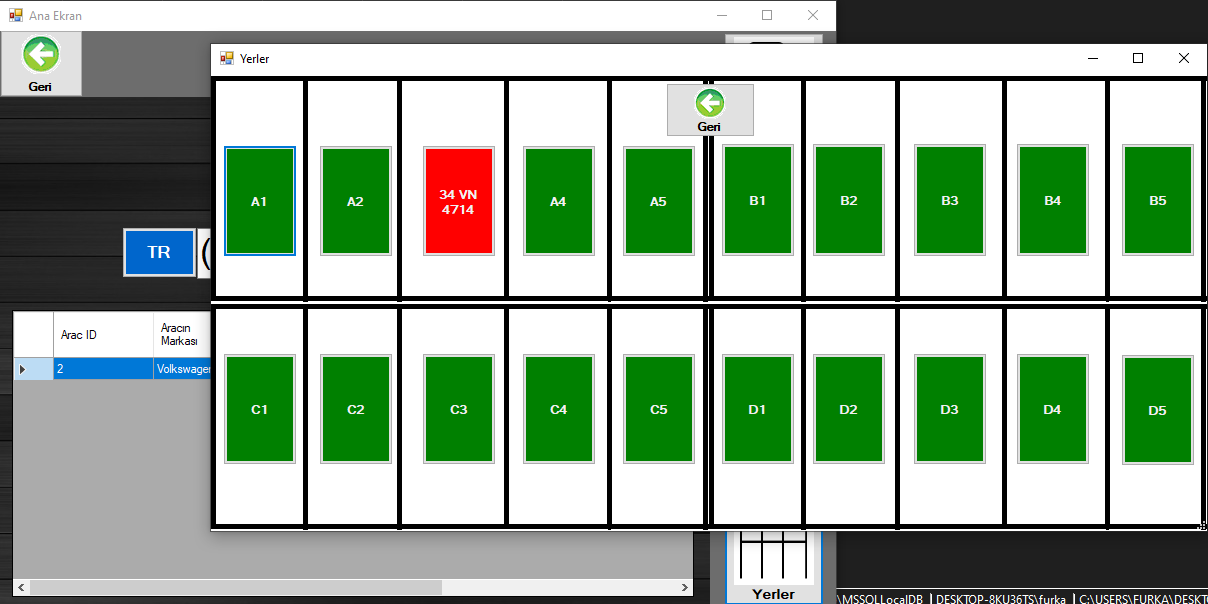 Ana Ekran
Geri
Yerler
Geri
A1
A2
34 VN
4714
A4
A5
B1
B2
B3
B4
B5
TR
Arac ID
Aracın
Markası
2
Volkswagen
C1
C2
C3
C4
C5
D1
D2
D3
D4
D5
Yerler
\MSSQLLocalDB
DESKTOP-8KU36TS\furka
C:\USERS\FURKA\DESKTO